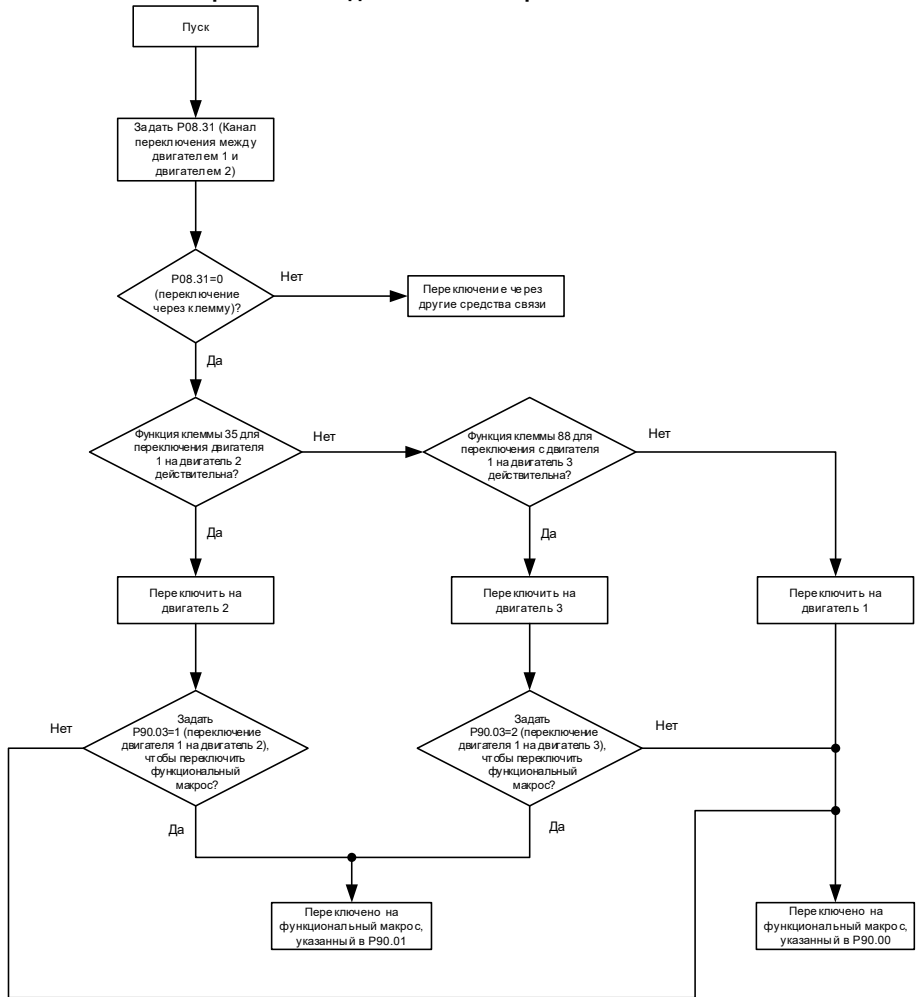 Пуск
Задать P08.31 (Канал
переключения между
двигателем 1 и
двигателем 2)
P08.31=0
(переключение
через клемму)?
Нет
Переключение через
другие средства связи
Да
Функция клеммы 35 для
переключения двигателя
1 на двигатель 2
действительна?
Нет
Функция клеммы 88 для
переключения с двигателя
1 на двигатель 3
действительна?
Нет
Да
Да
Переключить на
двигатель 2
Переключить на
двигатель 3
Переключить на
двигатель 1
Нет
Задать
P90.03=1 (переключение
двигателя 1 на двигатель 2),
чтобы переключить
функциональный
макрос?
Задать
P90.03=2 (переключение
двигателя 1 на двигатель 3),
чтобы переключить
функциональный
макрос?
Нет
Да
Да
Переключено на
функциональный макрос,
указанный в P90.01
Переключено на
функциональный макрос,
указанный в P90.00